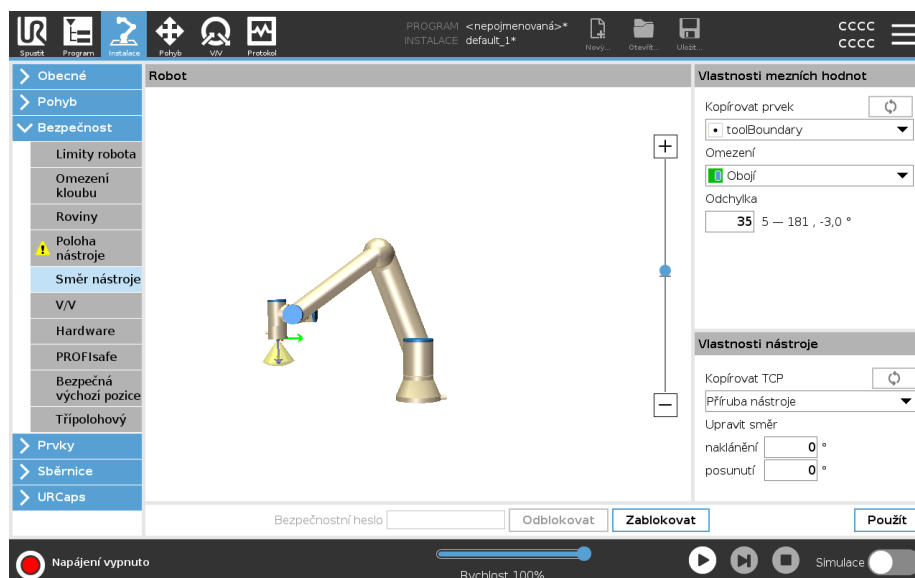 PROGRAM <nepojmenovaná>*
INSTALACE default_1*
CCCC
CCCC
Spustit Program Instalace Pohyb V/V Protokol Nový... Otevřít... Uložit...
Obecné
Pohyb
Bezpečnost
Limity robota
Omezení
kloubu
Roviny
Poloha
nástroje
Směr nástroje
V/V
Hardware
PROFIsafe
Bezpečná
výchozí pozice
Třípolohový
Prvky
Sběrnice
URCaps
Robot
Vlastnosti mezních hodnot
Kopírovat prvek
toolBoundary
Omezení
Obojí
Odchylka
35 5 — 181 , -3,0 °
Vlastnosti nástroje
Kopírovat TCP
Příruba nástroje
Upravit směr
naklánění 0 °
posunutí 0 °
Bezpečnostní heslo Odblokovat Zablokovat Použít
Napájení vypnuto
Rychlost 100%
Simulace